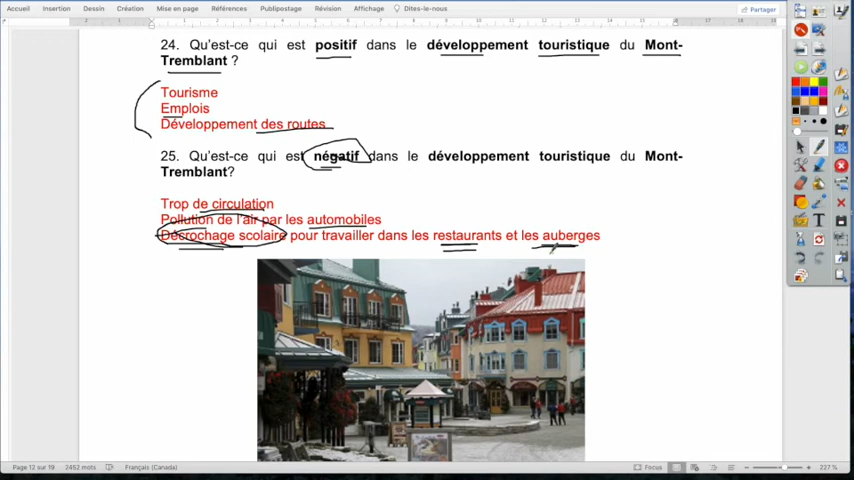 Accueil Insertion Dessin Création Mise en page Références Publipostage Révision Affichage Dites-le-nous Partager
24. Qu'est-ce qui est positif dans le développement touristique du Mont-
Tremblant ?
Tourisme
Emplois
Développement des routes
25. Qu'est-ce qui est négatif dans le développement touristique du Mont-
Tremblant?
Trop de circulation
Pollution de l'air par les automobiles
Décrochage scolaire pour travailler dans les restaurants et les auberges
Page 12 sur 19 2452 mots Français (Canada) Focus 227 %